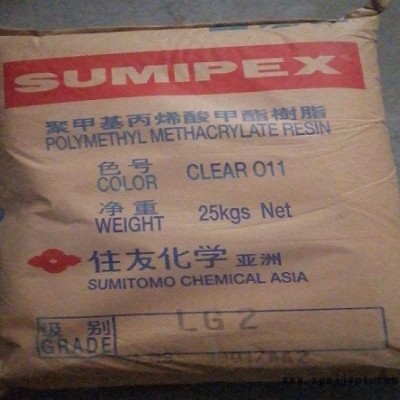 SUMIPEX
聚甲基丙烯酸甲酯樹脂
POLYMETHYL METHACRYLATE RESIN
色号 CLEAR 011
COLOR
净重 25kgs Net
WEIGHT
住友化学 亚洲
SUMITOMO CHEMICAL ASIA
级别 LG2
GRADE